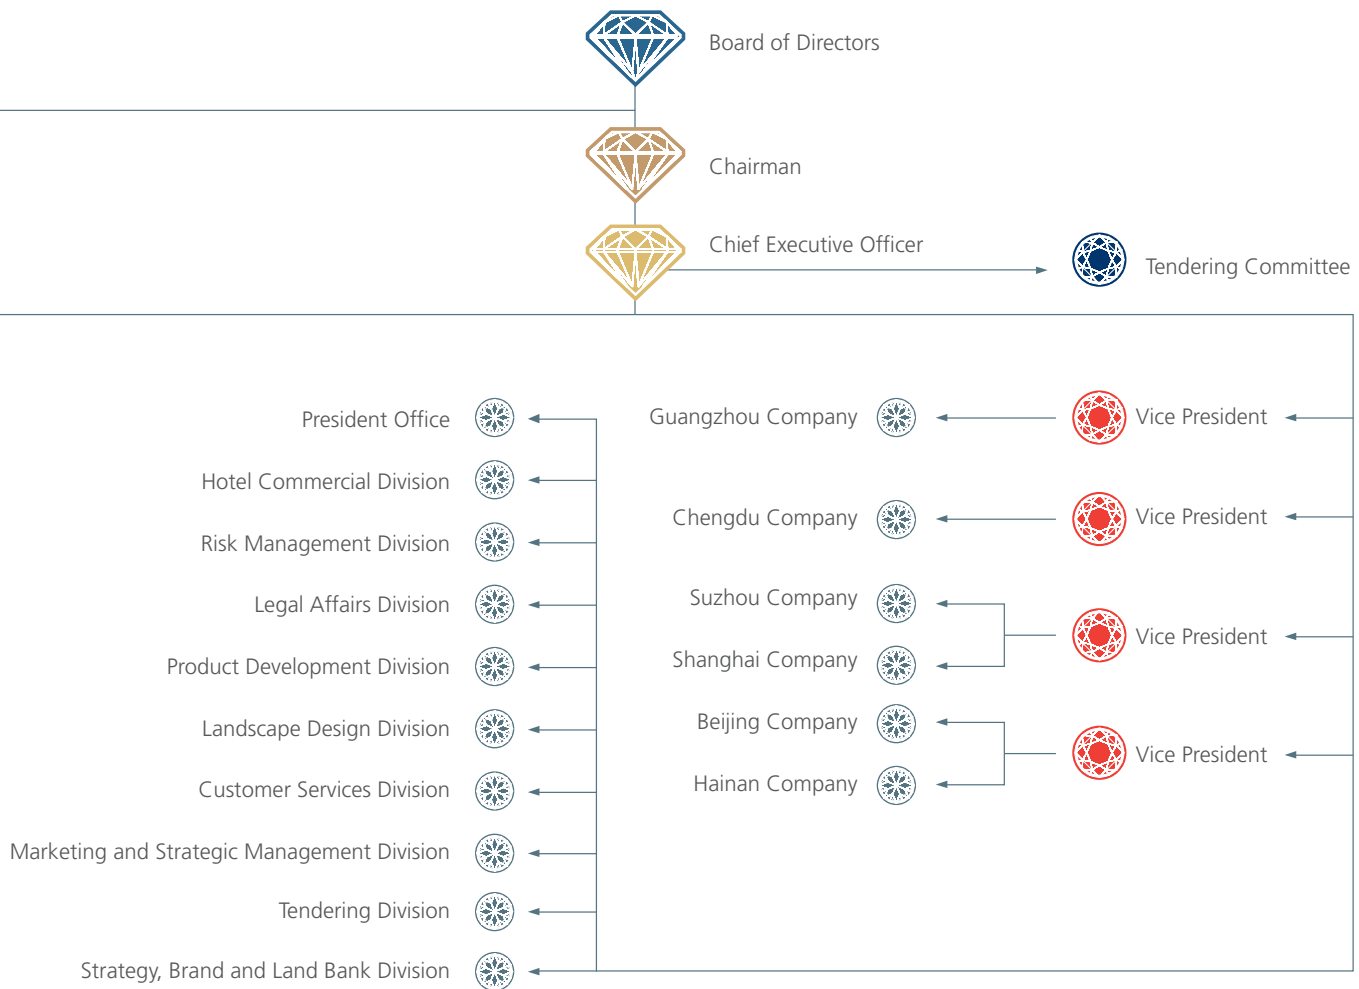 Board of Directors
Chairman
Chief Executive Officer
Tendering Committee
President Office
Hotel Commercial Division
Risk Management Division
Legal Affairs Division
Product Development Division
Landscape Design Division
Customer Services Division
Marketing and Strategic Management Division
Tendering Division
Strategy, Brand and Land Bank Division
Guangzhou Company
Chengdu Company
Suzhou Company
Shanghai Company
Beijing Company
Hainan Company
Vice President
Vice President
Vice President
Vice President